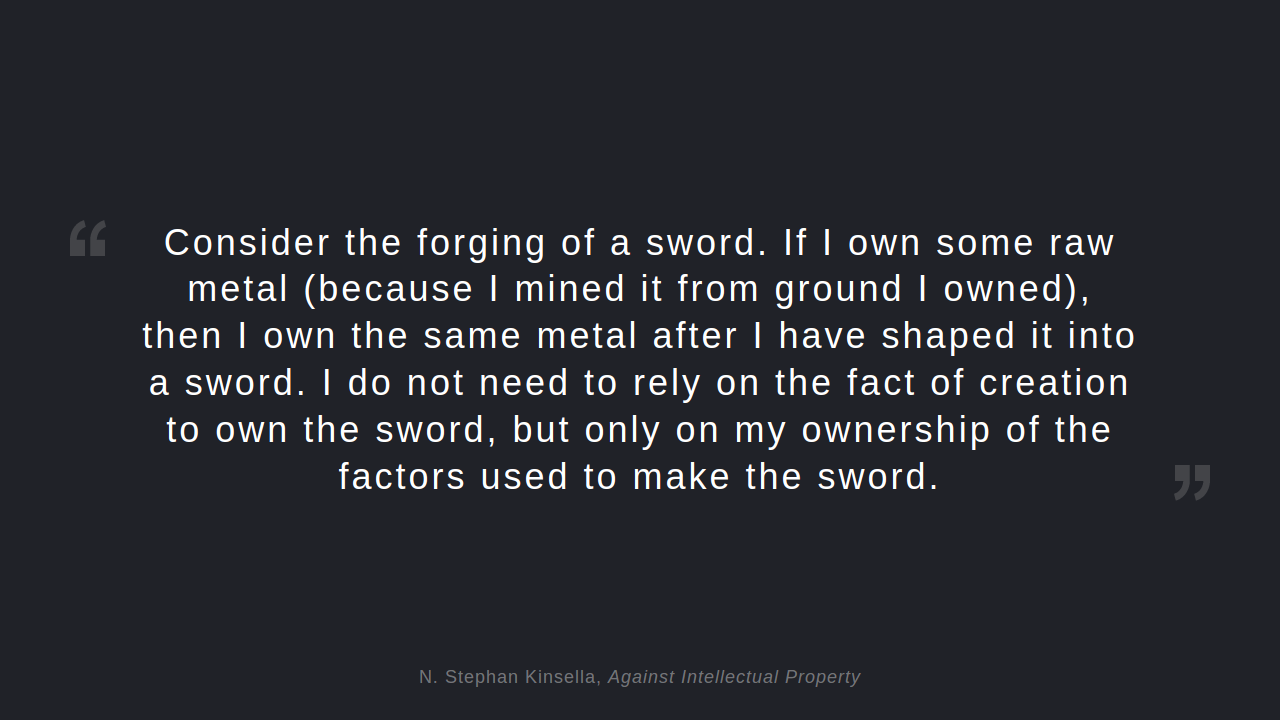 “ Consider the forging of a sword. If I own some raw
metal (because I mined it from ground I owned),
then I own the same metal after I have shaped it into
a sword. I do not need to rely on the fact of creation
to own the sword, but only on my ownership of the
factors used to make the sword. ”
N. Stephan Kinsella, Against Intellectual Property